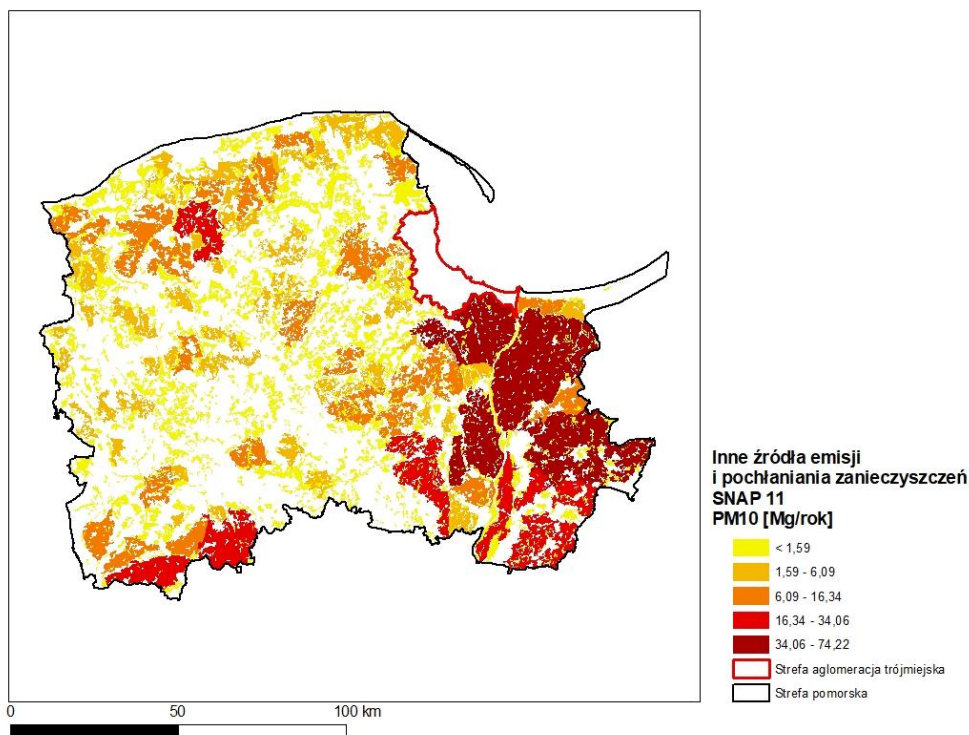 Inne źródła emisji
i pochłaniania zanieczyszczeń
SNAP 11
PM10 [Mg/rok]
< 1,59
1,59 - 6,09
6,09 - 16,34
16,34 - 34,06
34,06 - 74,22
Strefa aglomeracja trójmiejska
Strefa pomorska
0 50 100 km